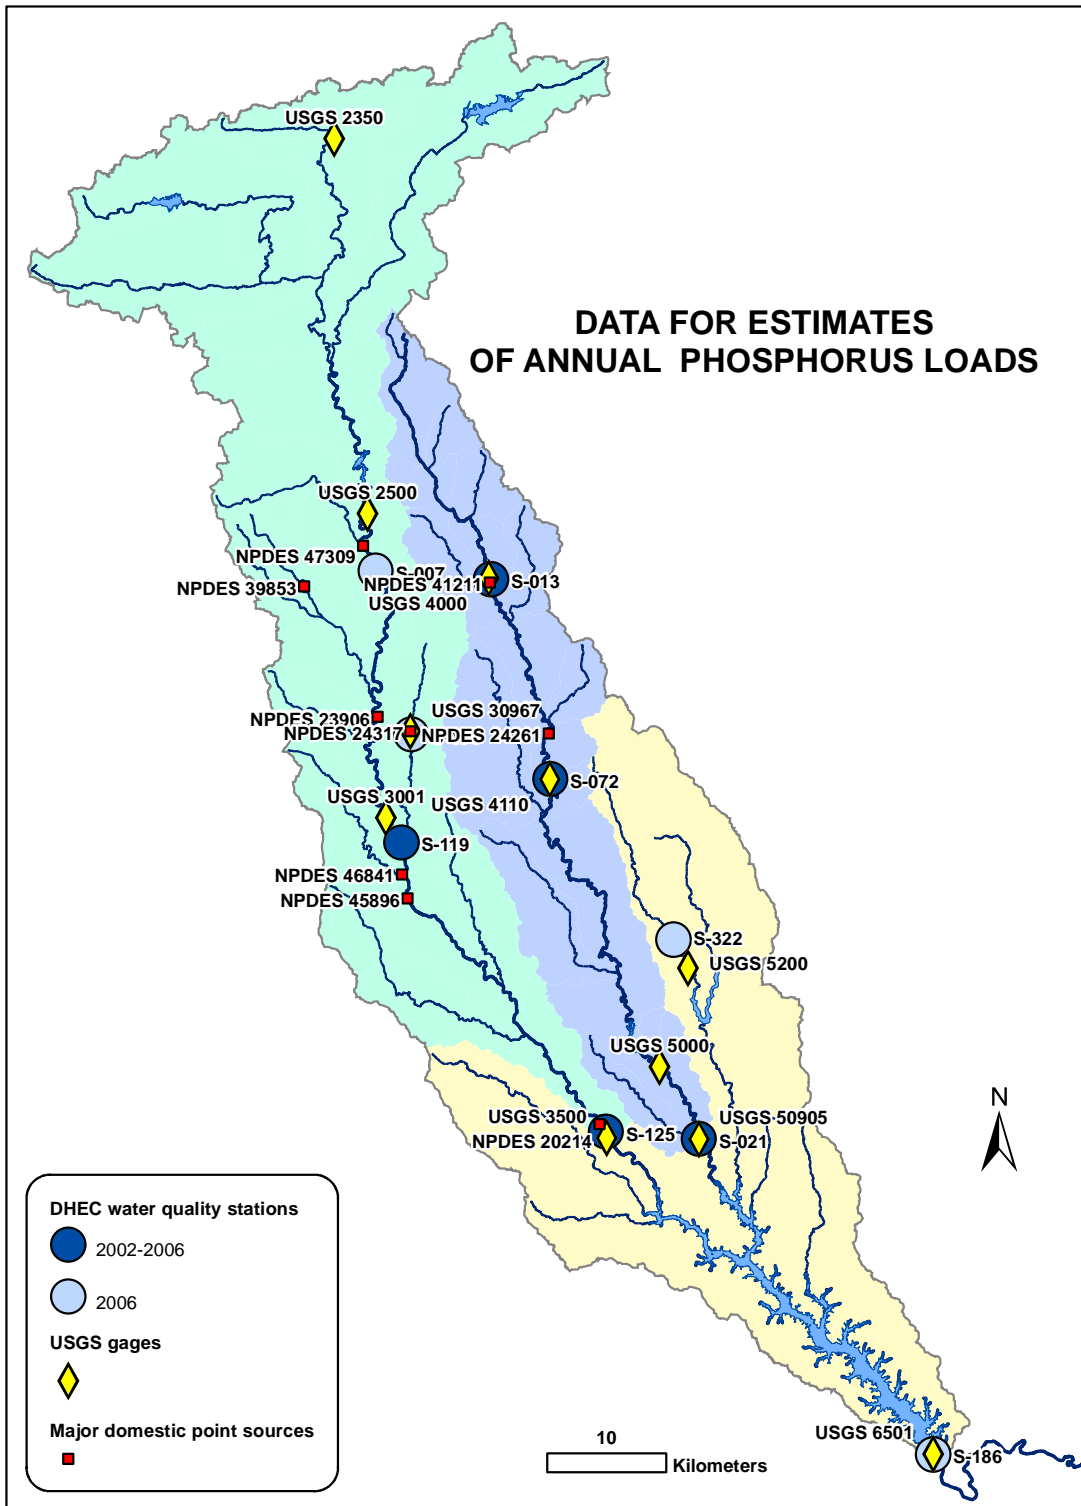 USGS 2350
DATA FOR ESTIMATES
OF ANNUAL PHOSPHORUS LOADS
USGS 2500
NPDES 47309
S-007
NPDES 39853
NPDES 41211
S-013
USGS 4000
USGS 30967
NPDES 23906
NPDES 24317
NPDES 24261
S-072
USGS 3001
USGS 4110
S-119
NPDES 46841
NPDES 45896
S-322
USGS 5200
USGS 5000
USGS 3500
USGS 50905
S-125
NPDES 20214
S-021
N
DHEC water quality stations
2002-2006
2006
USGS gages
Major domestic point sources
10
Kilometers
USGS 6501
S-186